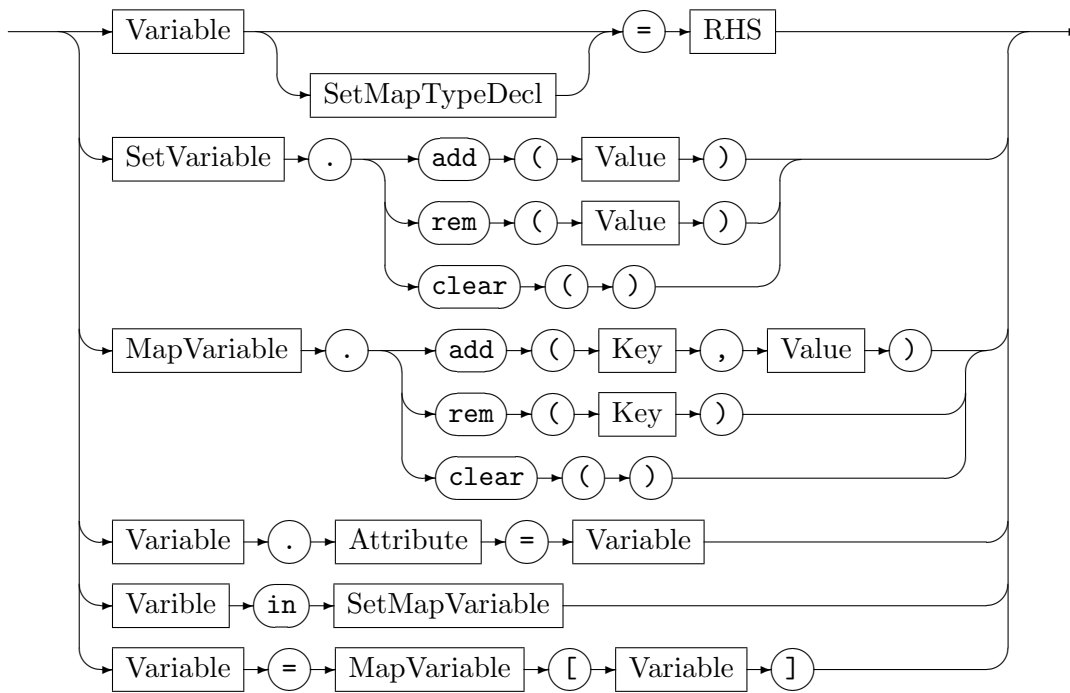 Variable = RHS
SetMapTypeDecl
SetVariable . add ( Value )
rem ( Value )
clear ( )
MapVariable . add ( Key , Value )
rem ( Key )
clear ( )
Variable . Attribute = Variable
Varible in SetMapVariable
Variable = MapVariable [ Variable ]